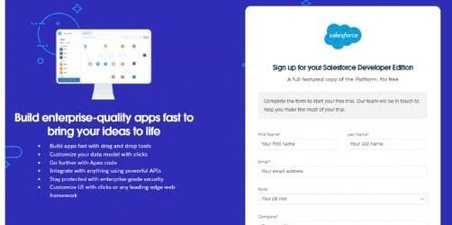 Build enterprise-quality apps fast to
bring your ideas to life
Build apps fast with drag and drop tools
Customize your data model with clicks
Go further with Apex code
Integrate with anything using powerful APIs
Stay protected with enterprise-grade security
Customize UI with clicks or any leading-edge web
framework
salesforce
Sign up for your Salesforce Developer Edition
A full-featured copy of the Platform, for free
Complete the form to start your free trial. Our team will be in touch to
help you make the most of your trial.
First Name* Last Name*
Your first name Your last name
Email*
Your email address
Role*
Your job role
Company*